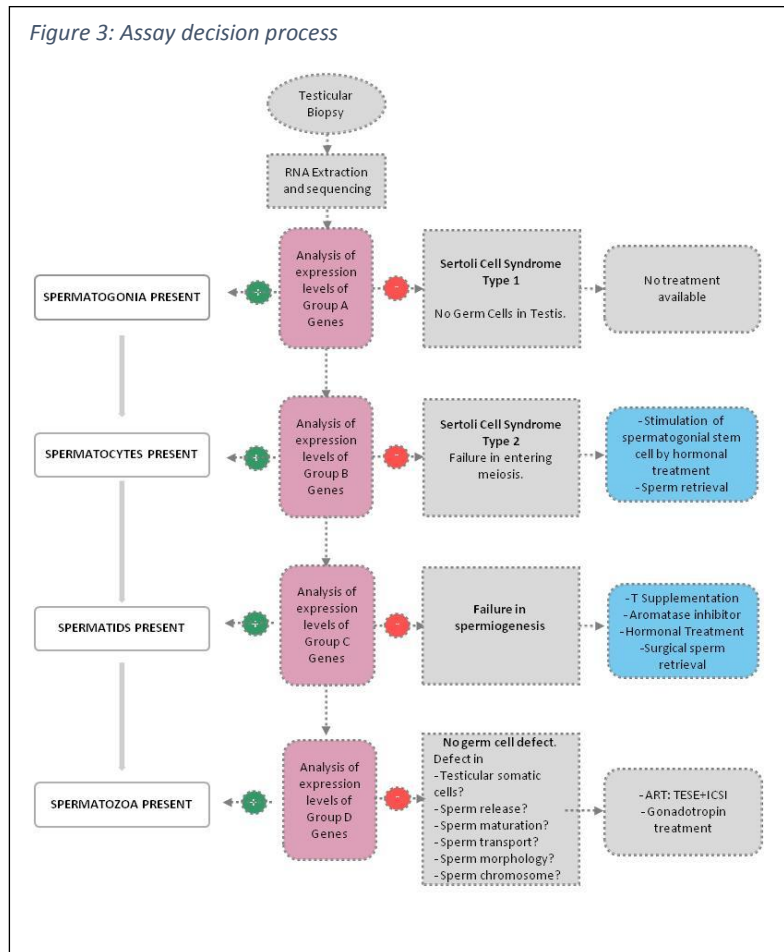 Figure 3: Assay decision process
Testicular
Biopsy
RNA Extraction
and sequencing
Analysis of
expression
levels of
Group A
Genes
+
-
SPERMATOGONIA PRESENT
Sertoli Cell Syndrome
Type 1
No Germ Cells in Testis.
No treatment
available
Analysis of
expression
levels of
Group B
Genes
+
-
SPERMATOCYTES PRESENT
Sertoli Cell Syndrome
Type 2
Failure in entering
meiosis.
-Stimulation of
spermatogonial stem
cell by hormonal
treatment
-Sperm retrieval
Analysis of
expression
levels of
Group C
Genes
+
-
SPERMATIDS PRESENT
Failure in
spermiogenesis
-T Supplementation
-Aromatase inhibitor
-Hormonal Treatment
-Surgical sperm
retrieval
Analysis of
expression
levels of
Group D
Genes
+
-
SPERMATOZOA PRESENT
No germ cell defect.
Defect in
-Testicular somatic
cells?
-Sperm release?
-Sperm maturation?
-Sperm transport?
-Sperm morphology?
-Sperm chromosome?
-ART: TESE+ICSI
-Gonadotropin
treatment